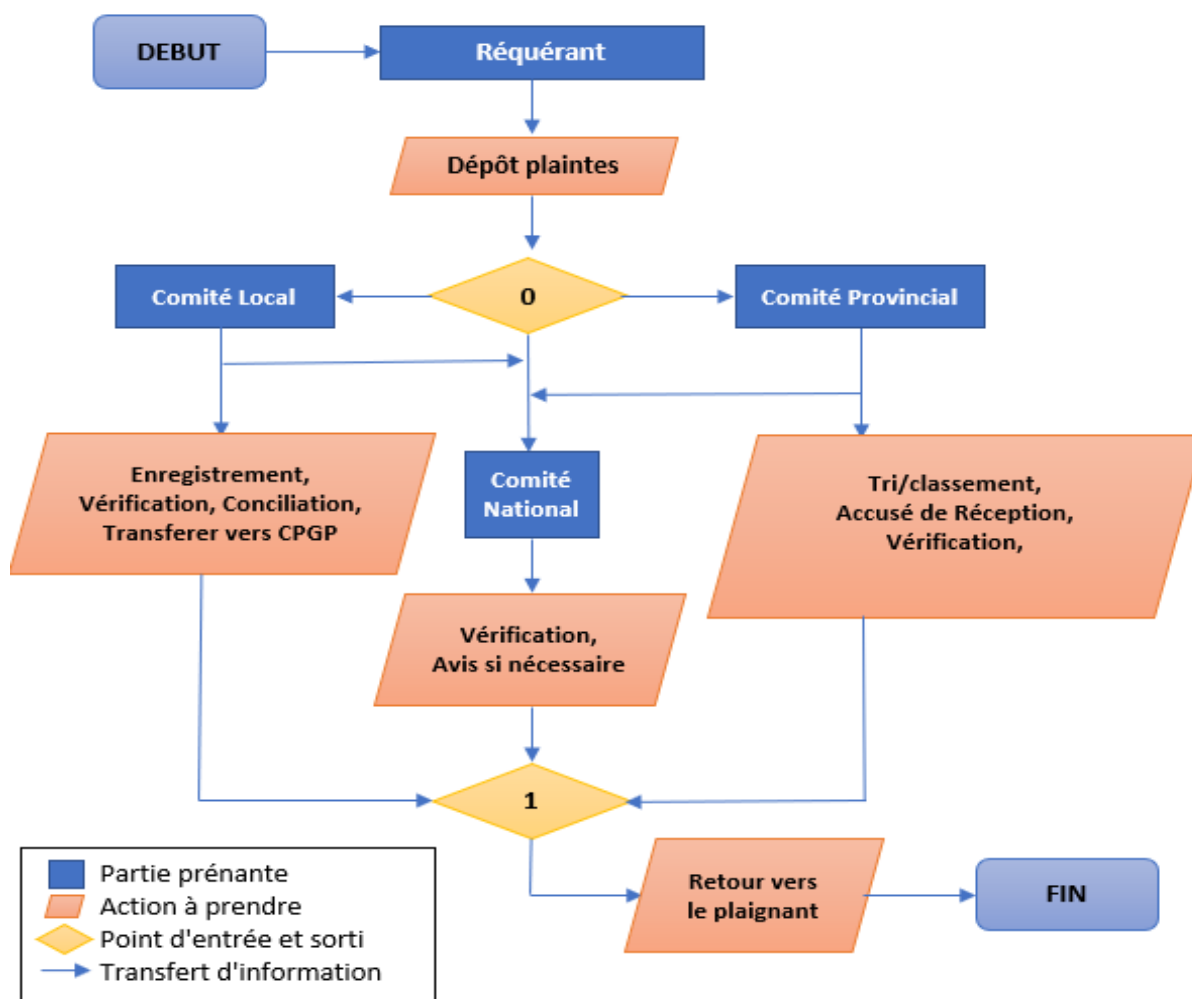 DEBUT
Réquérant
Dépôt plaintes
Comité Local
0
Comité Provincial
Enregistrement,
Vérification, Conciliation,
Transferer vers CPGP
Comité
National
Tri/classement,
Accusé de Réception,
Vérification,
Vérification,
Avis si nécessaire
1
Retour vers
le plaignant
FIN
Partie prénante
Action à prendre
Point d'entrée et sorti
Transfert d'information